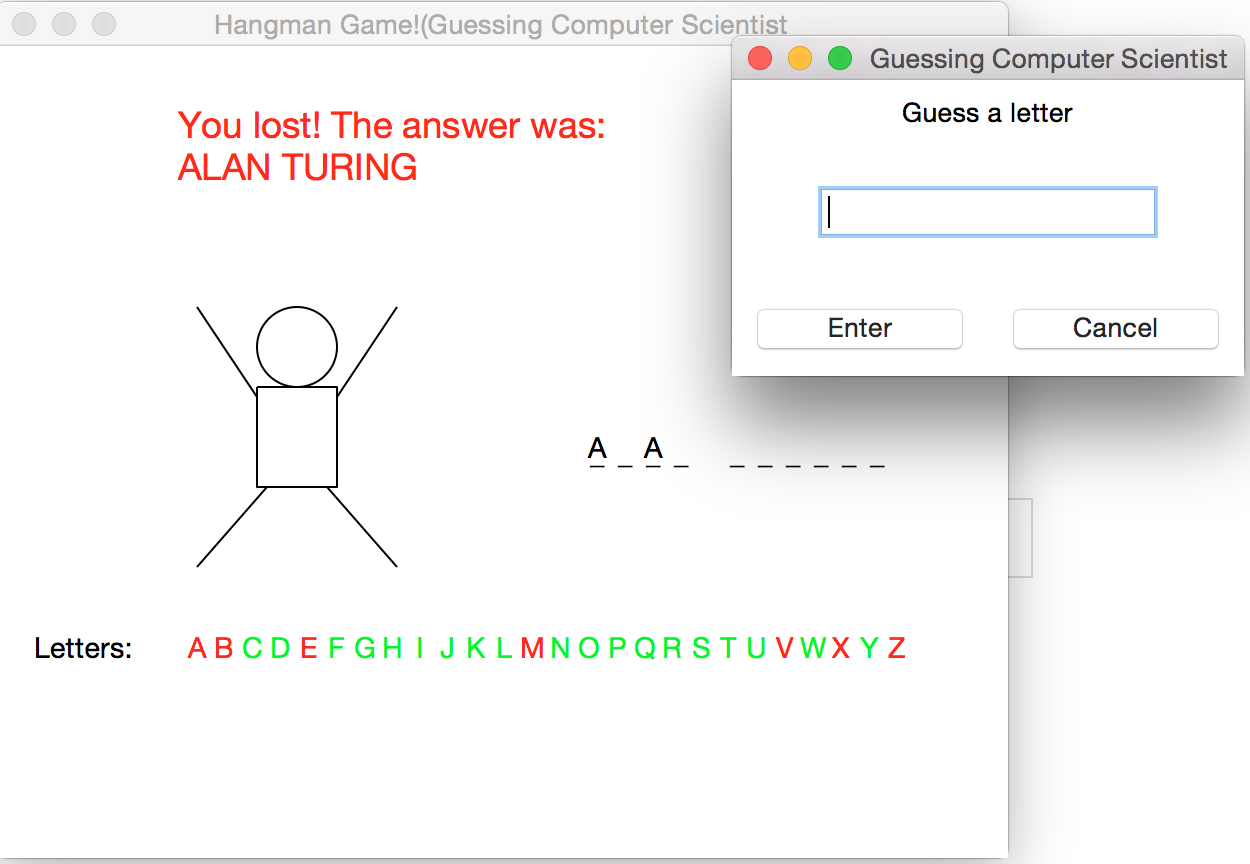 Hangman Game!(Guessing Computer Scientist
Guessing Computer Scientist
Guess a letter
Enter
Cancel
You lost! The answer was:
ALAN TURING
A _ A _ _ _ _ _ _ _
Letters:
A B C D E F G H I J K L M N O P Q R S T U V W X Y Z